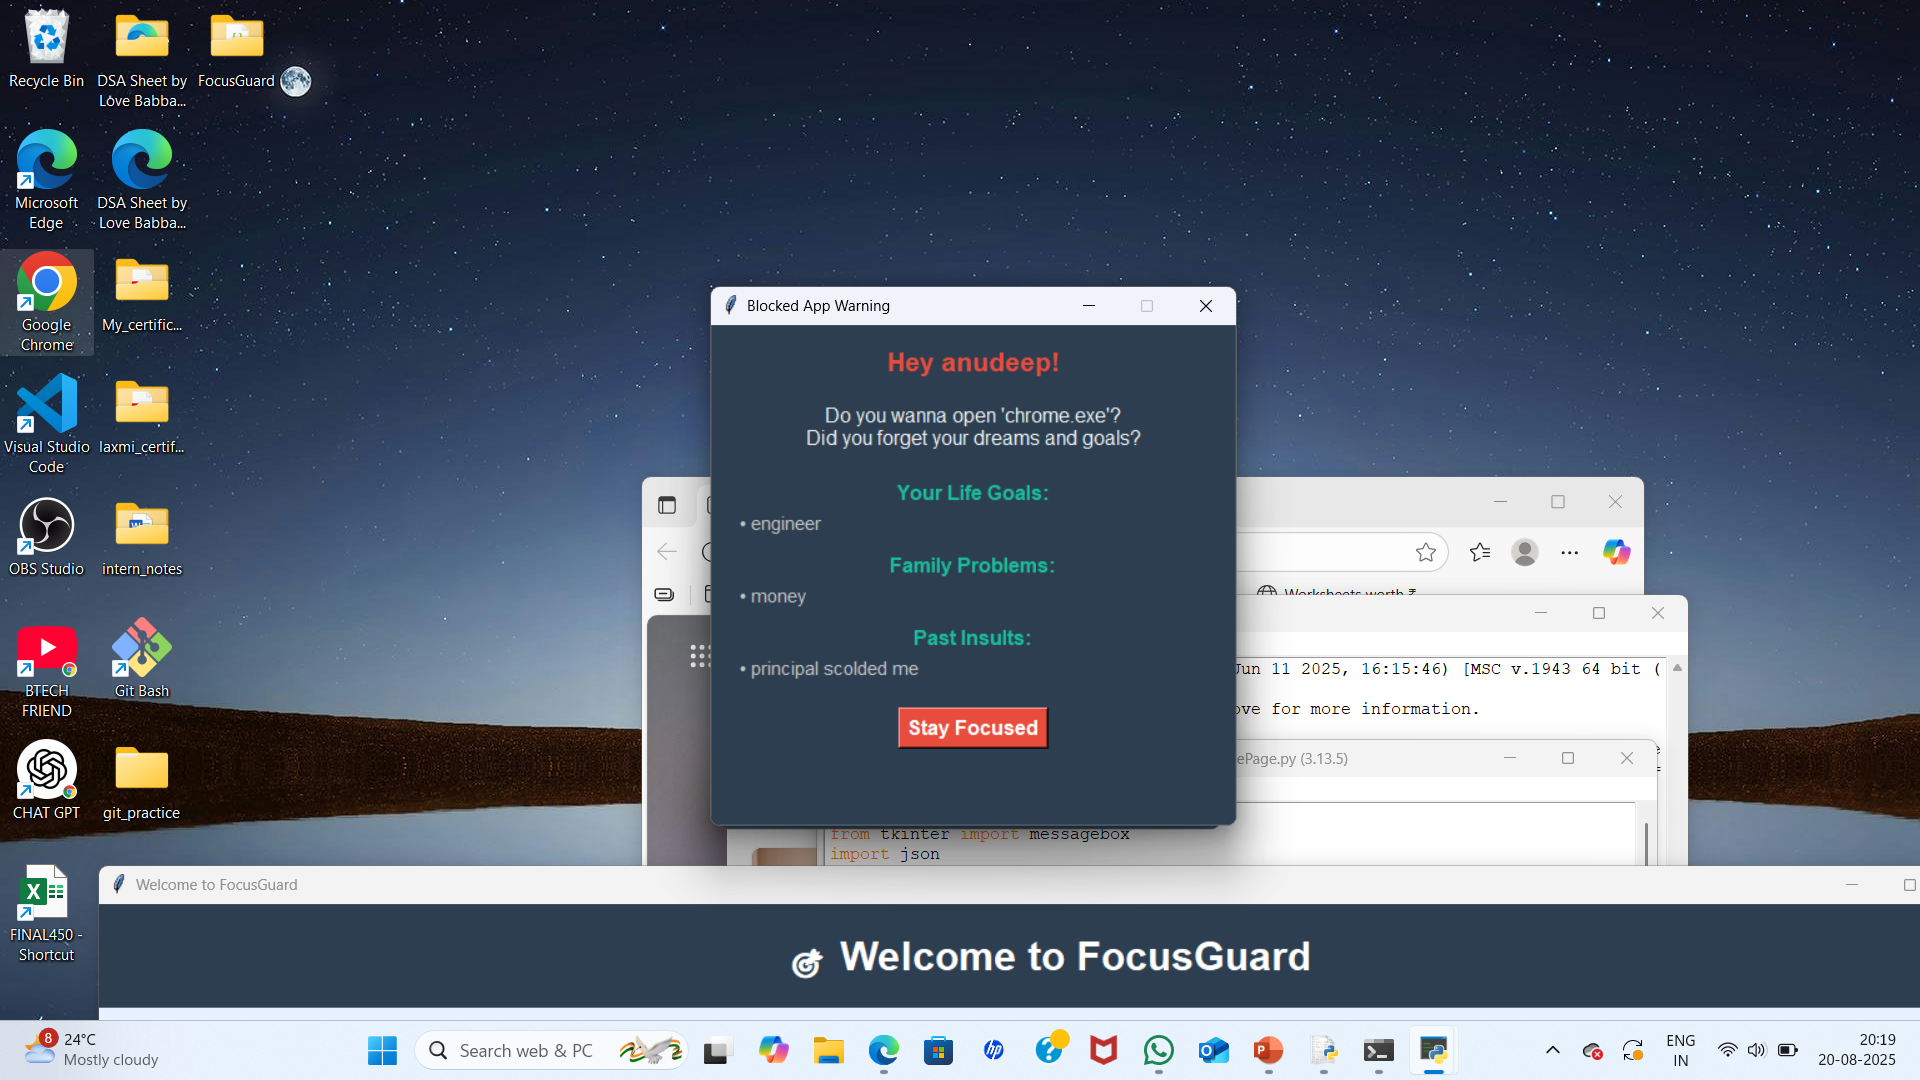 Recycle Bin
DSA Sheet by
Love Babba...
FocusGuard
Microsoft
Edge
DSA Sheet by
Love Babba...
Google
Chrome
My_certific...
Visual Studio
Code
laxmi_certif...
OBS Studio
intern_notes
BTECH
FRIEND
Git Bash
CHAT GPT
git_practice
FINAL450 -
Shortcut
Blocked App Warning
Hey anudeep!
Do you wanna open 'chrome.exe'?
Did you forget your dreams and goals?
Your Life Goals:
• engineer
Family Problems:
• money
Past Insults:
• principal scolded me
Stay Focused
Worksheets worth ₹
Jun 11 2025, 16:15:46) [MSC v.1943 64 bit (
ove for more information.
ePage.py (3.13.5)
from tkinter import messagebox
import json
Welcome to FocusGuard
Welcome to FocusGuard
8
24°C
Mostly cloudy
Search web & PC
ENG
IN
20:19
20-08-2025